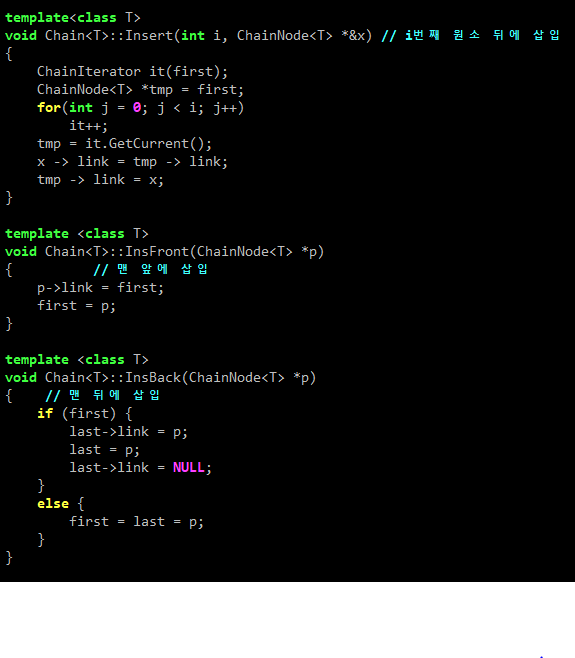 template<class T>
void Chain<T>::Insert(int i, ChainNode<T> *&x) // i번째 원소 뒤에 삽입
{
    ChainIterator it(first);
    ChainNode<T> *tmp = first;
    for(int j = 0; j < i; j++)
        it++;
    tmp = it.GetCurrent();
    x -> link = tmp -> link;
    tmp -> link = x;
}

template <class T>
void Chain<T>::InsFront(ChainNode<T> *p)
{          // 맨 앞에 삽입
    p->link = first;
    first = p;
}

template <class T>
void Chain<T>::InsBack(ChainNode<T> *p)
{    // 맨 뒤에 삽입
    if (first) {
        last->link = p;
        last = p;
        last->link = NULL;
    }
    else {
        first = last = p;
    }
}